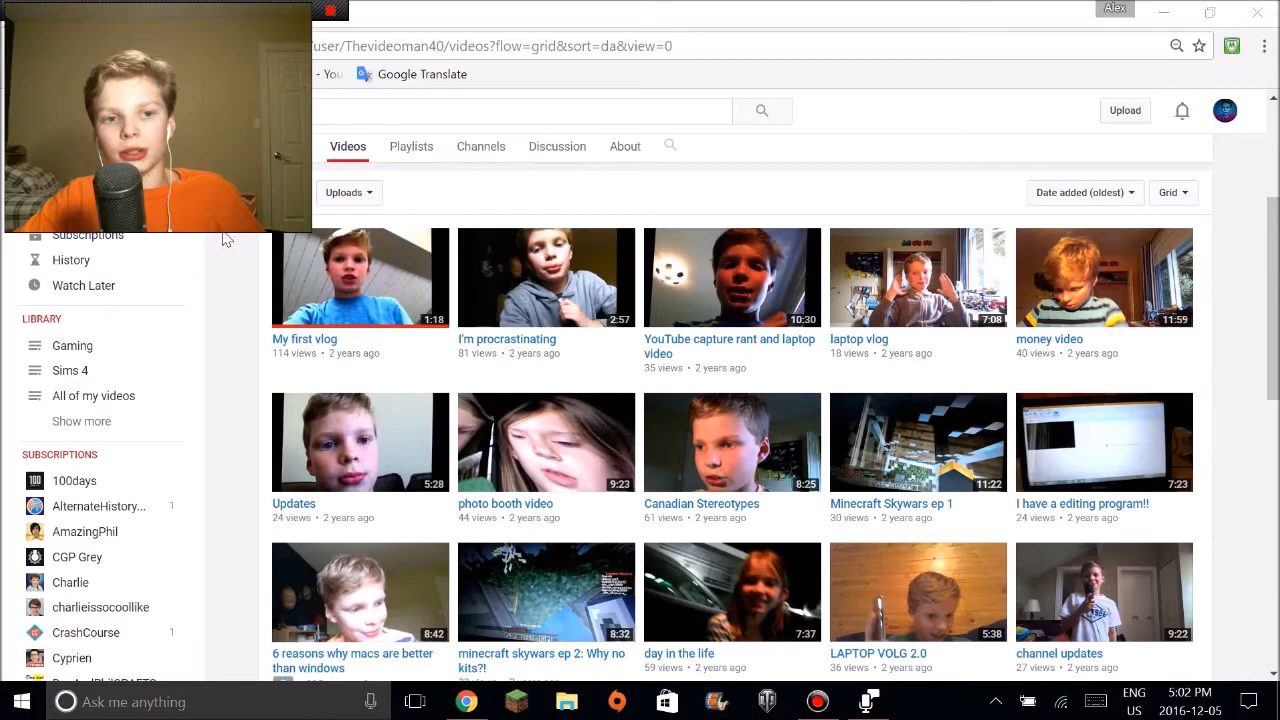 Alex
/user/Thevideoman40/videos?flow=grid&sort=da&view=0
- You Google Translate
Upload
Videos Playlists Channels Discussion About
Uploads Date added (oldest) Grid
Subscriptions
History
Watch Later
LIBRARY
Gaming
Sims 4
All of my videos
Show more
SUBSCRIPTIONS
100days
AlternateHistory... 1
AmazingPhil
CGP Grey
Charlie
charlieissocoollike
CrashCourse 1
Cyprien
1:18 2:57 10:30 7:08 11:59
My first vlog
114 views • 2 years ago
I'm procrastinating
81 views • 2 years ago
YouTube capture rant and laptop
video
35 views • 2 years ago
laptop vlog
18 views • 2 years ago
money video
40 views • 2 years ago
5:28 9:23 8:25 11:22 7:23
Updates
24 views • 2 years ago
photo booth video
44 views • 2 years ago
Canadian Stereotypes
61 views • 2 years ago
Minecraft Skywars ep 1
30 views • 2 years ago
I have a editing program!!
24 views • 2 years ago
8:42 8:32 7:37 5:38 9:22
6 reasons why macs are better
than windows
minecraft skywars ep 2: Why no
kits?!
day in the life
59 views • 2 years ago
LAPTOP VOLG 2.0
36 views • 2 years ago
channel updates
27 views • 2 years ago
Ask me anything
ENG
US
5:02 PM
2016-12-05